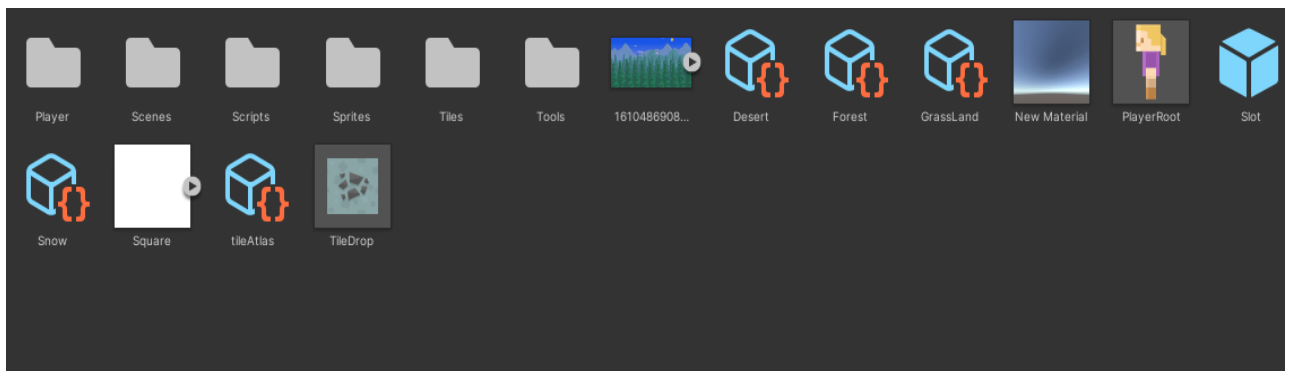 Player Scenes Scripts Sprites Tiles Tools 1610486908... Desert Forest GrassLand New Material PlayerRoot Slot
Snow Square tileAtlas TileDrop